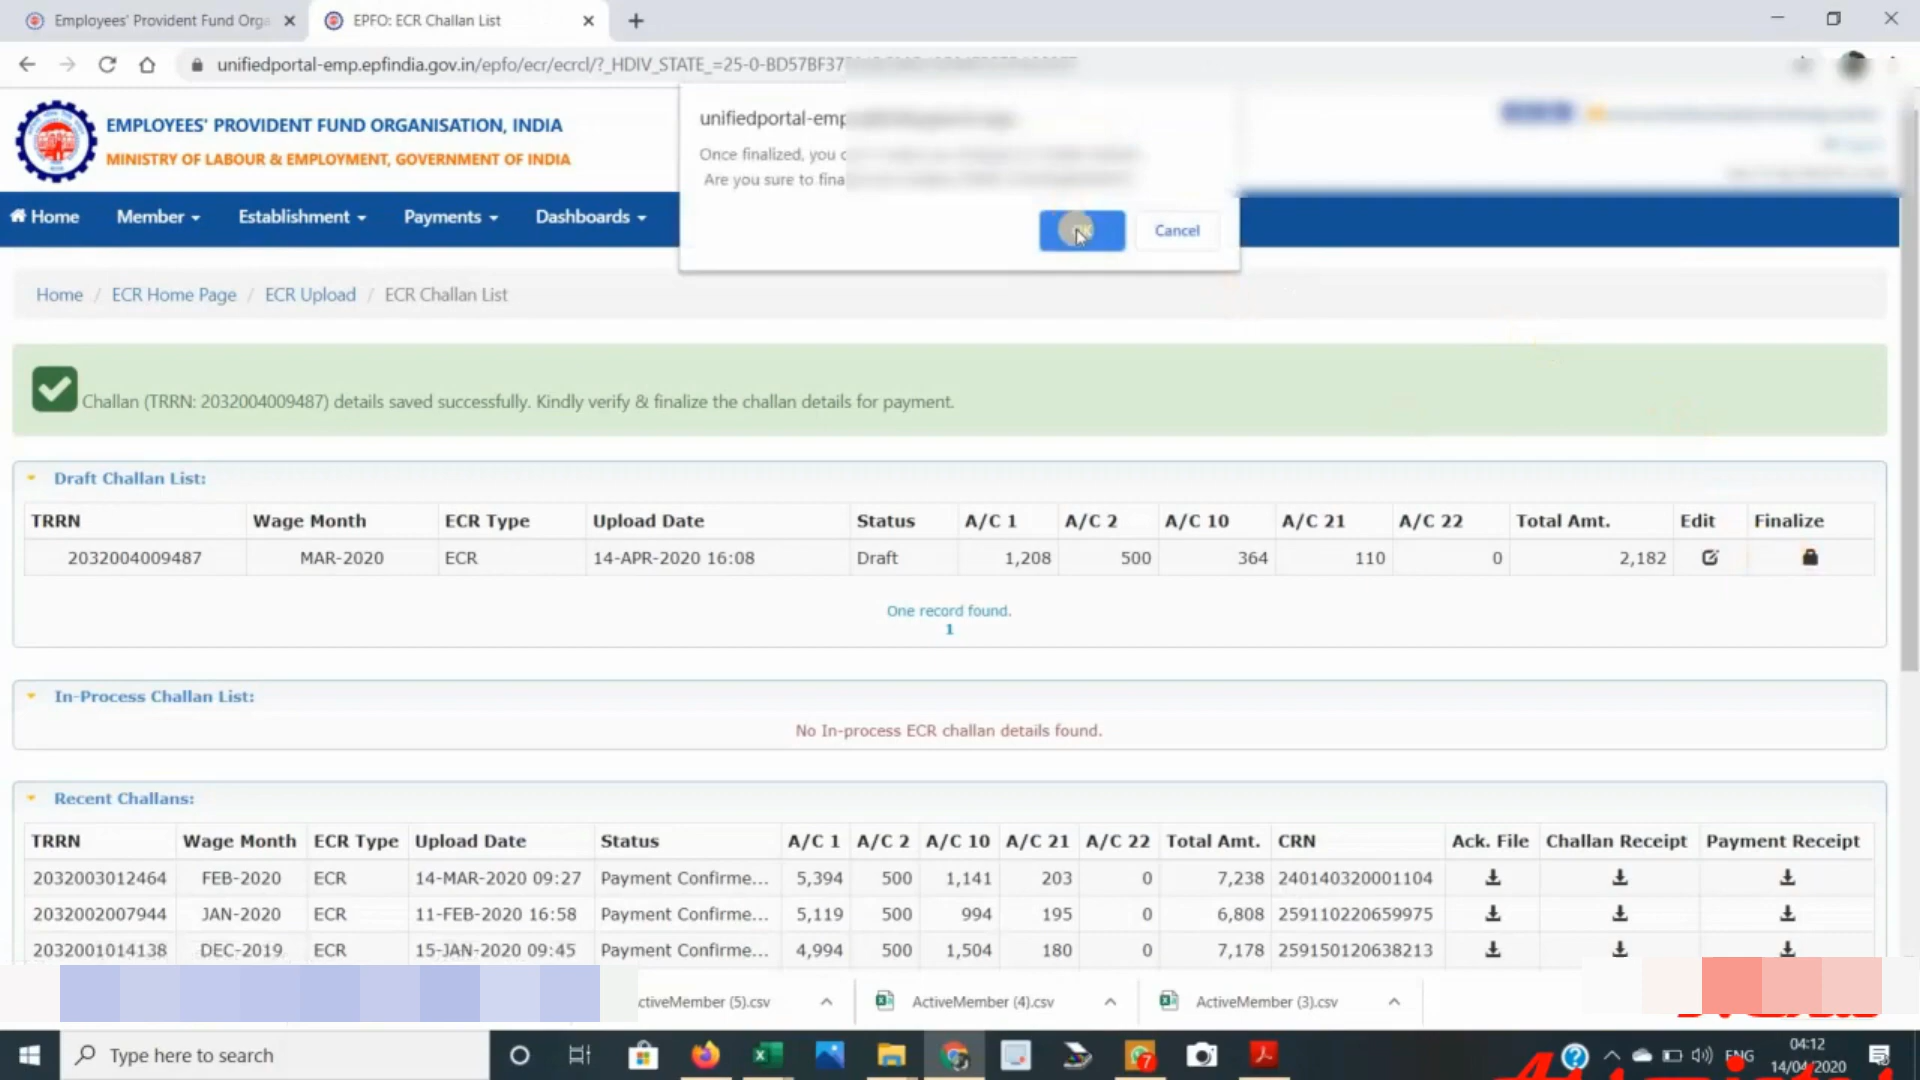 Employees' Provident Fund Orga
EPFO: ECR Challan List
unifiedportal-emp.epfindia.gov.in/epfo/ecr/ecrcl/?_HDIV_STATE_=25-0-BD57BF37
EMPLOYEES' PROVIDENT FUND ORGANISATION, INDIA
MINISTRY OF LABOUR & EMPLOYMENT, GOVERNMENT OF INDIA
unifiedportal-emp
Once finalized, you
Are you sure to fina
Cancel
Home Member Establishment Payments Dashboards
Home / ECR Home Page / ECR Upload / ECR Challan List
Challan (TRRN: 2032004009487) details saved successfully. Kindly verify & finalize the challan details for payment.
Draft Challan List:
TRRN Wage Month ECR Type Upload Date Status A/C 1 A/C 2 A/C 10 A/C 21 A/C 22 Total Amt. Edit Finalize
2032004009487 MAR-2020 ECR 14-APR-2020 16:08 Draft 1,208 500 364 110 0 2,182
One record found.
1
In-Process Challan List:
No In-process ECR challan details found.
Recent Challans:
TRRN Wage Month ECR Type Upload Date Status A/C 1 A/C 2 A/C 10 A/C 21 A/C 22 Total Amt. CRN Ack. File Challan Receipt Payment Receipt
2032003012464 FEB-2020 ECR 14-MAR-2020 09:27 Payment Confirme... 5,394 500 1,141 203 0 7,238 240140320001104
2032002007944 JAN-2020 ECR 11-FEB-2020 16:58 Payment Confirme... 5,119 500 994 195 0 6,808 259110220659975
2032001014138 DEC-2019 ECR 15-JAN-2020 09:45 Payment Confirme... 4,994 500 1,504 180 0 7,178 259150120638213
ctiveMember (5).csv ActiveMember (4).csv ActiveMember (3).csv
Type here to search
7
ENG
04:12
14/04/2020